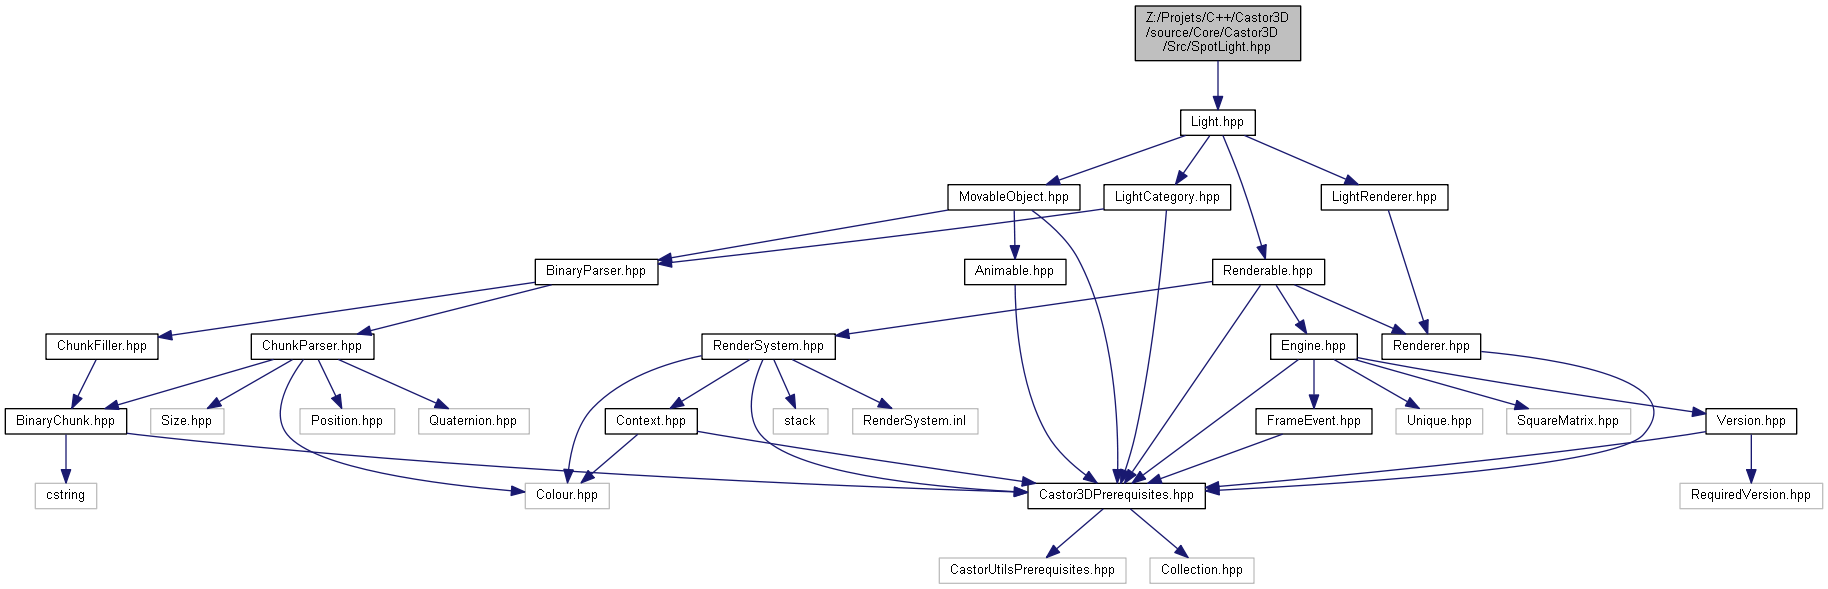 Z:/Projets/C++/Castor3D
/source/Core/Castor3D
/Src/SpotLight.hpp
Light.hpp
MovableObject.hpp
LightCategory.hpp
LightRenderer.hpp
BinaryParser.hpp
Animable.hpp
Renderable.hpp
ChunkFiller.hpp
ChunkParser.hpp
RenderSystem.hpp
Engine.hpp
Renderer.hpp
BinaryChunk.hpp
Size.hpp
Position.hpp
Quaternion.hpp
Context.hpp
stack
RenderSystem.inl
FrameEvent.hpp
Unique.hpp
SquareMatrix.hpp
Version.hpp
cstring
Colour.hpp
Castor3DPrerequisites.hpp
RequiredVersion.hpp
CastorUtilsPrerequisites.hpp
Collection.hpp